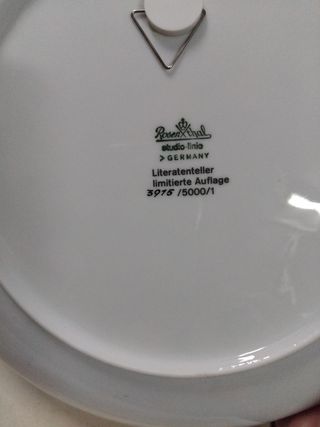 Rosenthal
studio-linie
> GERMANY
Literatenteller
limitierte Auflage
3915 /5000/1